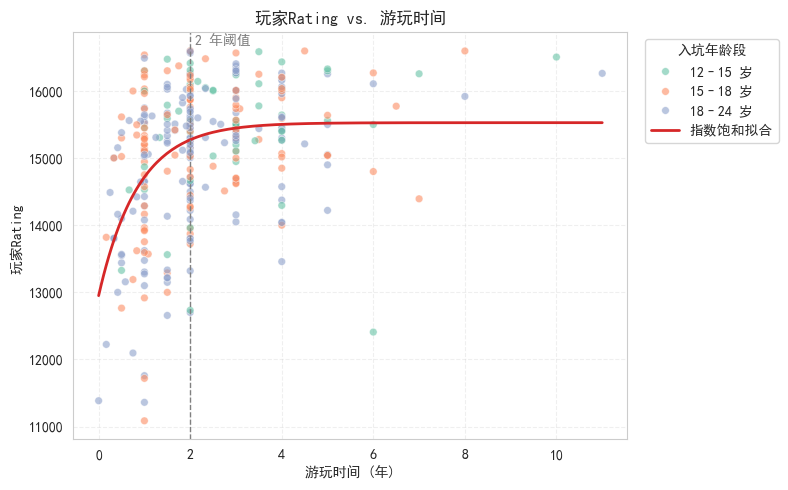 玩家Rating vs. 游玩时间
2 年阈值
入坑年龄段
12–15 岁
15–18 岁
18–24 岁
指数饱和拟合
玩家Rating
16000
15000
14000
13000
12000
11000
0
2
4
6
8
10
游玩时间 (年)